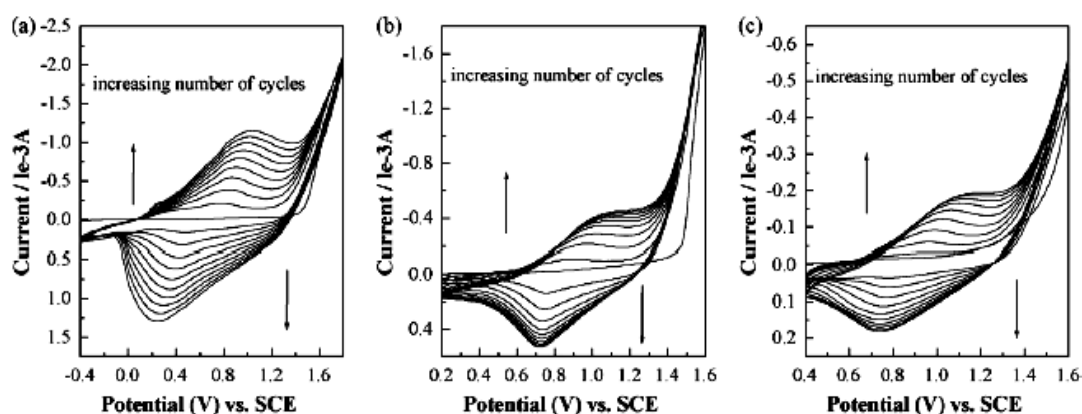 (a)
-2.5
-2.0
-1.5
-1.0
-0.5
0.0
0.5
1.0
1.5
Current / le-3A
increasing number of cycles
-0.4 0.0 0.4 0.8 1.2 1.6
Potential (V) vs. SCE
(b)
-1.6
-1.2
-0.8
-0.4
0.0
0.4
Current / le-3A
increasing number of cycles
0.2 0.4 0.6 0.8 1.0 1.2 1.4 1.6
Potential (V) vs. SCE
(c)
-0.6
-0.5
-0.4
-0.3
-0.2
-0.1
0.0
0.1
0.2
Current / le-3A
increasing number of cycles
0.4 0.6 0.8 1.0 1.2 1.4 1.6
Potential (V) vs. SCE